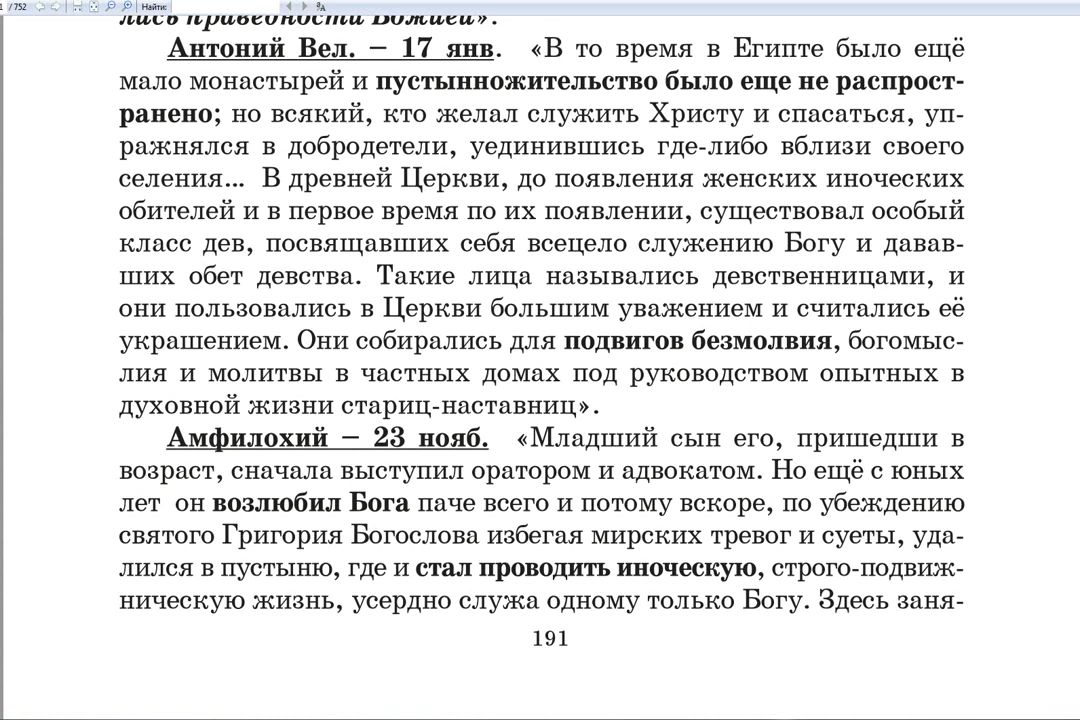 1 / 752 Найти:
лись праведности Божией».
Антоний Вел. – 17 янв. «В то время в Египте было ещё
мало монастырей и пустынножительство было еще не распрост-
ранено; но всякий, кто желал служить Христу и спасаться, уп-
ражнялся в добродетели, уединившись где-либо вблизи своего
селения... В древней Церкви, до появления женских иноческих
обителей и в первое время по их появлении, существовал особый
класс дев, посвящавших себя всецело служению Богу и давав-
ших обет девства. Такие лица назывались девственницами, и
они пользовались в Церкви большим уважением и считались её
украшением. Они собирались для подвигов безмолвия, богомыс-
лия и молитвы в частных домах под руководством опытных в
духовной жизни стариц-наставниц».
Амфилохий – 23 нояб. «Младший сын его, пришедши в
возраст, сначала выступил оратором и адвокатом. Но ещё с юных
лет он возлюбил Бога паче всего и потому вскоре, по убеждению
святого Григория Богослова избегая мирских тревог и суеты, уда-
лился в пустыню, где и стал проводить иноческую, строго-подвиж-
ническую жизнь, усердно служа одному только Богу. Здесь заня-
191